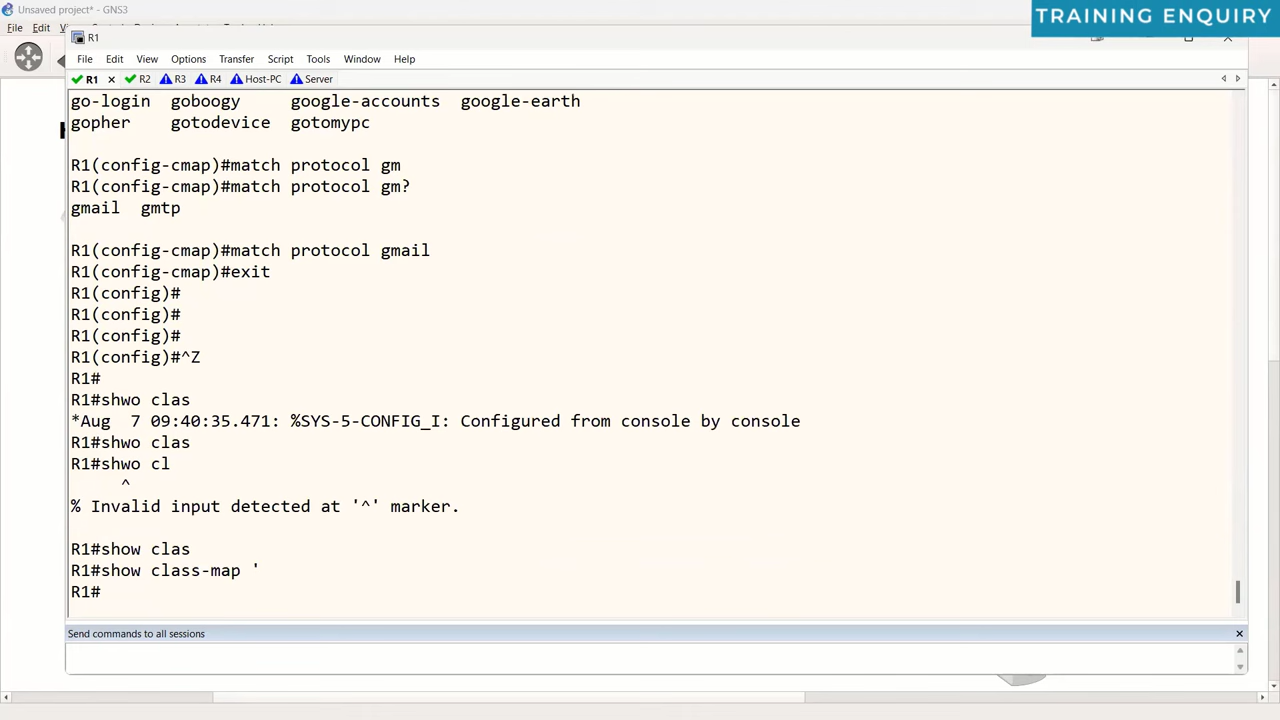 Unsaved project* - GNS3
TRAINING ENQUIRY
File Edit
R1
File Edit View Options Transfer Script Tools Window Help
R1 R2 R3 R4 Host-PC Server
go-login goboogy google-accounts google-earth
gopher gotodevice gotomypc
R1(config-cmap)#match protocol gm
R1(config-cmap)#match protocol gm?
gmail gmtp
R1(config-cmap)#match protocol gmail
R1(config-cmap)#exit
R1(config)#
R1(config)#
R1(config)#
R1(config)#^Z
R1#
R1#shwo clas
*Aug 7 09:40:35.471: %SYS-5-CONFIG_I: Configured from console by console
R1#shwo clas
R1#shwo cl
^
% Invalid input detected at '^' marker.
R1#show clas
R1#show class-map '
R1#
Send commands to all sessions